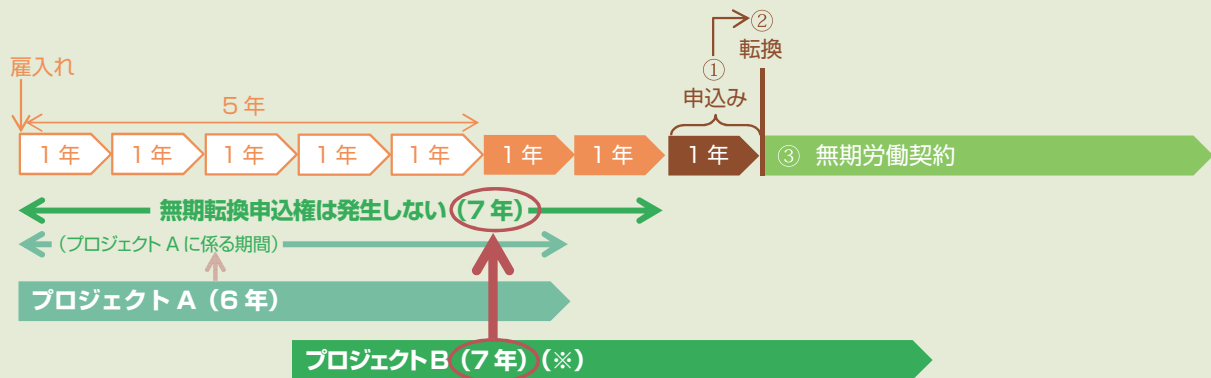 ②
転換
雇入れ
①
申込み
5年
1年 1年 1年 1年 1年 1年 1年 1年 ③ 無期労働契約
無期転換申込権は発生しない(7年)
(プロジェクトAに係る期間)
プロジェクトA(6年)
プロジェクトB(7年)(※)